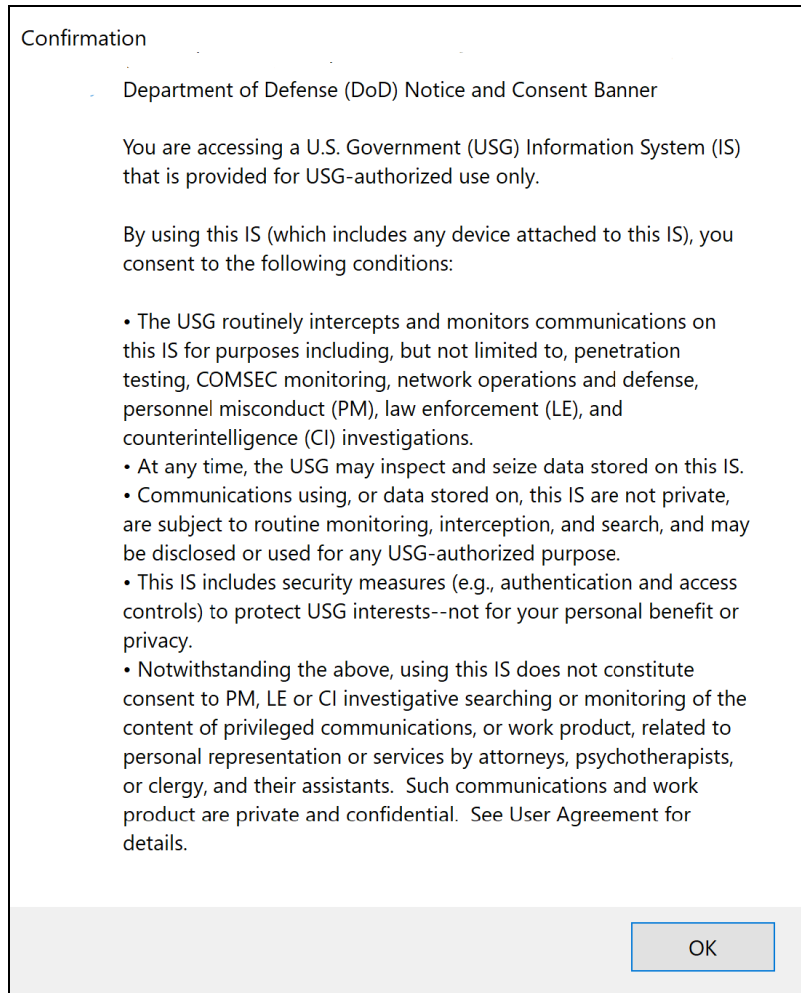 Confirmation
Department of Defense (DoD) Notice and Consent Banner
You are accessing a U.S. Government (USG) Information System (IS)
that is provided for USG-authorized use only.
By using this IS (which includes any device attached to this IS), you
consent to the following conditions:
• The USG routinely intercepts and monitors communications on
this IS for purposes including, but not limited to, penetration
testing, COMSEC monitoring, network operations and defense,
personnel misconduct (PM), law enforcement (LE), and
counterintelligence (CI) investigations.
• At any time, the USG may inspect and seize data stored on this IS.
• Communications using, or data stored on, this IS are not private,
are subject to routine monitoring, interception, and search, and may
be disclosed or used for any USG-authorized purpose.
• This IS includes security measures (e.g., authentication and access
controls) to protect USG interests--not for your personal benefit or
privacy.
• Notwithstanding the above, using this IS does not constitute
consent to PM, LE or CI investigative searching or monitoring of the
content of privileged communications, or work product, related to
personal representation or services by attorneys, psychotherapists,
or clergy, and their assistants.  Such communications and work
product are private and confidential.  See User Agreement for
details.
OK